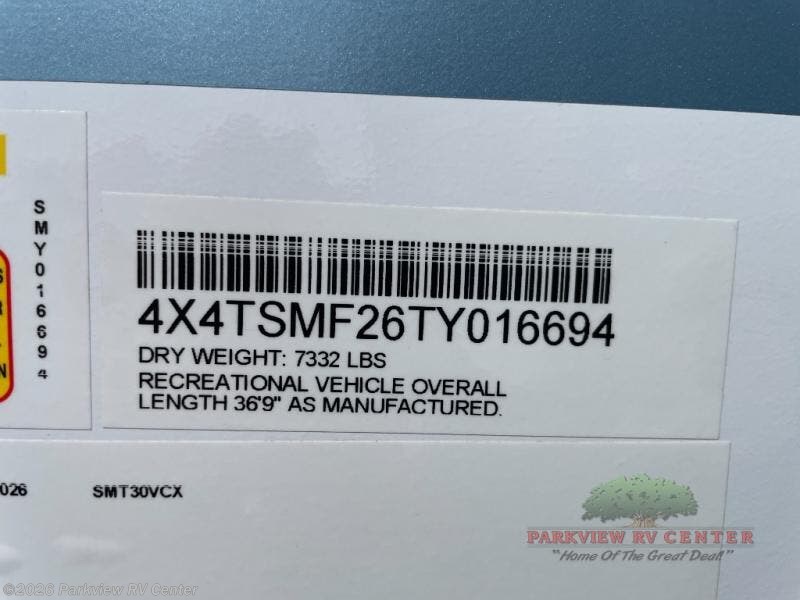 SMY016694
4X4TSMF26TY016694
DRY WEIGHT: 7332 LBS
RECREATIONAL VEHICLE OVERALL
LENGTH 36'9" AS MANUFACTURED.
026 SMT30VCX
PARKVIEW RV CENTER
"Home Of The Great Deal!"
©2026 Parkview RV Center